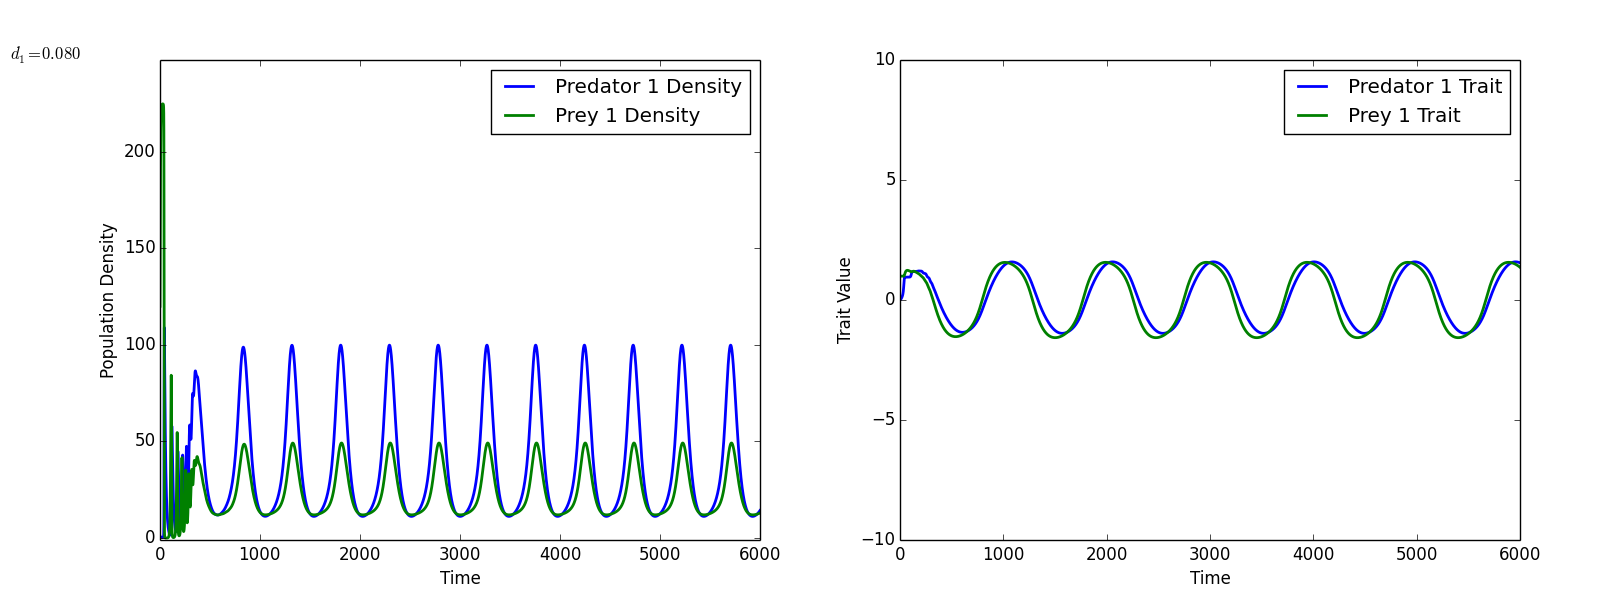 d1=0.080
Predator 1 Density
Prey 1 Density
200
150
100
50
0
0 1000 2000 3000 4000 5000 6000
Population Density
Time
Predator 1 Trait
Prey 1 Trait
10
5
0
−5
−10
0 1000 2000 3000 4000 5000 6000
Trait Value
Time